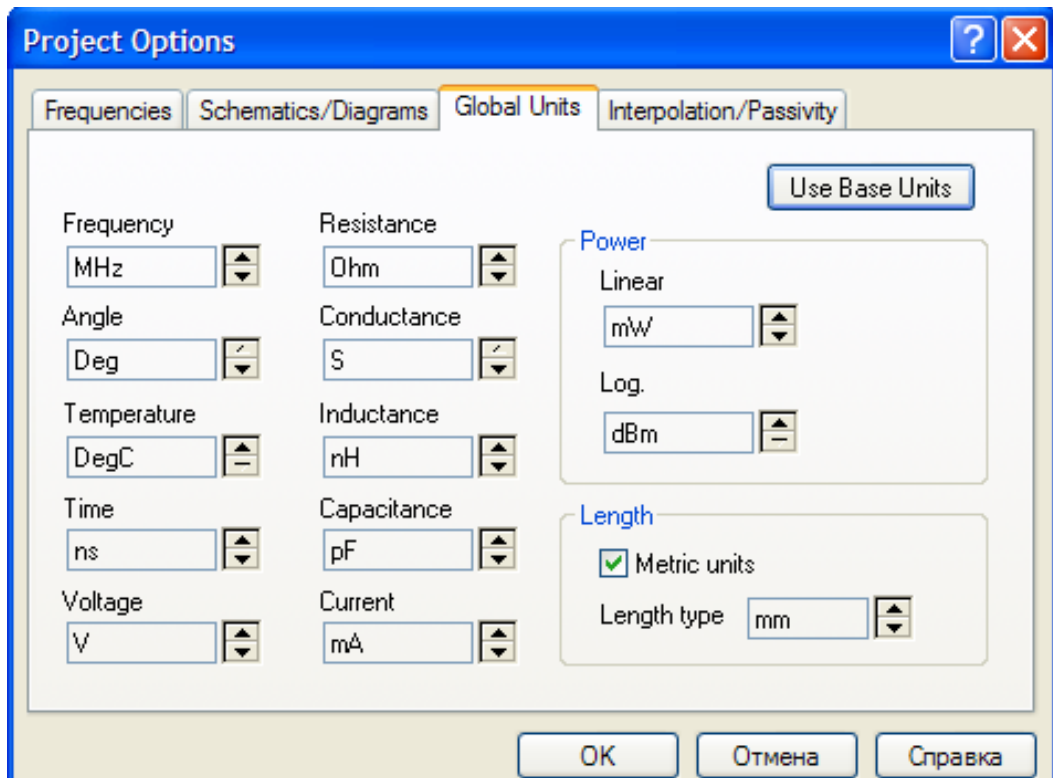 Project Options
Frequencies Schematics/Diagrams Global Units Interpolation/Passivity
Use Base Units
Frequency
MHz
Angle
Deg
Temperature
DegC
Time
ns
Voltage
V
Resistance
Ohm
Conductance
S
Inductance
nH
Capacitance
pF
Current
mA
Power
Linear
mW
Log.
dBm
Length
Metric units
Length type mm
OK Отмена Справка